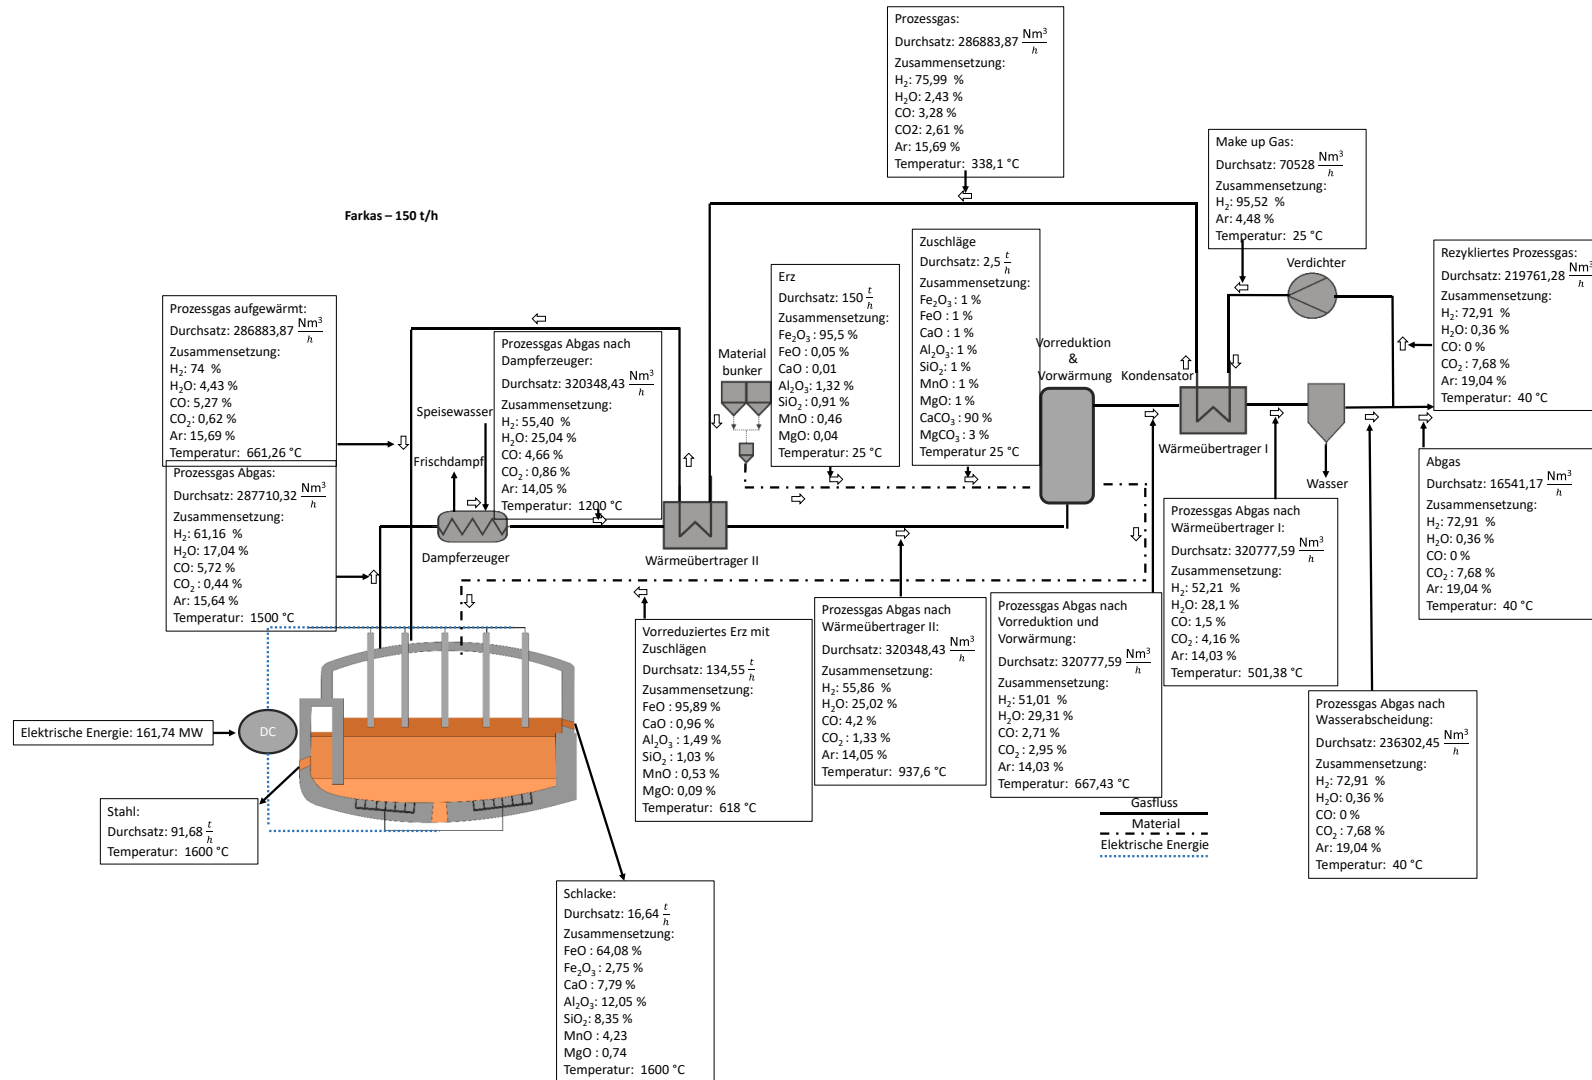 Prozessgas:
Durchsatz: 286883,87 Nm³/h
Zusammensetzung:
H₂: 75,99 %
H₂O: 2,43 %
CO: 3,28 %
CO2: 2,61 %
Ar: 15,69 %
Temperatur: 338,1 °C
Make up Gas:
Durchsatz: 70528 Nm³/h
Zusammensetzung:
H₂: 95,52 %
Ar: 4,48 %
Temperatur: 25 °C
Farkas – 150 t/h
Verdichter
Rezykliertes Prozessgas:
Durchsatz: 219761,28 Nm³/h
Zusammensetzung:
H₂: 72,91 %
H₂O: 0,36 %
CO: 0 %
CO₂: 7,68 %
Ar: 19,04 %
Temperatur: 40 °C
Zuschläge
Durchsatz: 2,5 t/h
Zusammensetzung:
Fe₂O₃: 1 %
FeO : 1 %
CaO : 1 %
Al₂O₃: 1 %
SiO₂: 1 %
MnO : 1 %
MgO: 1 %
CaCO₃: 90 %
MgCO₃: 3 %
Temperatur 25 °C
Erz
Durchsatz: 150 t/h
Zusammensetzung:
Fe₂O₃ : 95,5 %
FeO : 0,05 %
CaO : 0,01
Al₂O₃: 1,32 %
SiO₂: 0,91 %
MnO : 0,46
MgO: 0,04
Temperatur: 25 °C
Material
bunker
Vorreduktion
&
Vorwärmung
Kondensator
Wärmeübertrager I
Wasser
Prozessgas aufgewärmt:
Durchsatz: 286883,87 Nm³/h
Zusammensetzung:
H₂: 74 %
H₂O: 4,43 %
CO: 5,27 %
CO₂: 0,62 %
Ar: 15,69 %
Temperatur: 661,26 °C
Prozessgas Abgas nach
Dampferzeuger:
Durchsatz: 320348,43 Nm³/h
Zusammensetzung:
H₂: 55,40 %
H₂O: 25,04 %
CO: 4,66 %
CO₂ : 0,86 %
Ar: 14,05 %
Temperatur: 1200 °C
Speisewasser
Frischdampf
Dampferzeuger
Wärmeübertrager II
Prozessgas Abgas:
Durchsatz: 287710,32 Nm³/h
Zusammensetzung:
H₂: 61,16 %
H₂O: 17,04 %
CO: 5,72 %
CO₂ : 0,44 %
Ar: 15,64 %
Temperatur: 1500 °C
Abgas
Durchsatz: 16541,17 Nm³/h
Zusammensetzung:
H₂: 72,91 %
H₂O: 0,36 %
CO: 0 %
CO₂ : 7,68 %
Ar: 19,04 %
Temperatur: 40 °C
Prozessgas Abgas nach
Wärmeübertrager I:
Durchsatz: 320777,59 Nm³/h
Zusammensetzung:
H₂ : 52,21 %
H₂O: 28,1 %
CO: 1,5 %
CO₂ : 4,16 %
Ar: 14,03 %
Temperatur: 501,38 °C
Prozessgas Abgas nach
Vorreduktion und
Vorwärmung:
Durchsatz: 320777,59 Nm³/h
Zusammensetzung:
H₂: 51,01 %
H₂O: 29,31 %
CO: 2,71 %
CO₂ : 2,95 %
Ar: 14,03 %
Temperatur: 667,43 °C
Prozessgas Abgas nach
Wärmeübertrager II:
Durchsatz: 320348,43 Nm³/h
Zusammensetzung:
H₂: 55,86 %
H₂O: 25,02 %
CO: 4,2 %
CO₂ : 1,33 %
Ar: 14,05 %
Temperatur: 937,6 °C
Vorreduziertes Erz mit
Zuschlägen
Durchsatz: 134,55 t/h
Zusammensetzung:
FeO : 95,89 %
CaO : 0,96 %
Al₂O₃ : 1,49 %
SiO₂ : 1,03 %
MnO : 0,53 %
MgO : 0,09 %
Temperatur: 618 °C
Prozessgas Abgas nach
Wasserabscheidung:
Durchsatz: 236302,45 Nm³/h
Zusammensetzung:
H₂: 72,91 %
H₂O: 0,36 %
CO: 0 %
CO₂ : 7,68 %
Ar: 19,04 %
Temperatur: 40 °C
Elektrische Energie: 161,74 MW
DC
Stahl:
Durchsatz: 91,68 t/h
Temperatur: 1600 °C
Gasfluss
Material
Elektrische Energie
Schlacke:
Durchsatz: 16,64 t/h
Zusammensetzung:
FeO : 64,08 %
Fe₂O₃ : 2,75 %
CaO : 7,79 %
Al₂O₃: 12,05 %
SiO₂: 8,35 %
MnO : 4,23
MgO : 0,74
Temperatur: 1600 °C